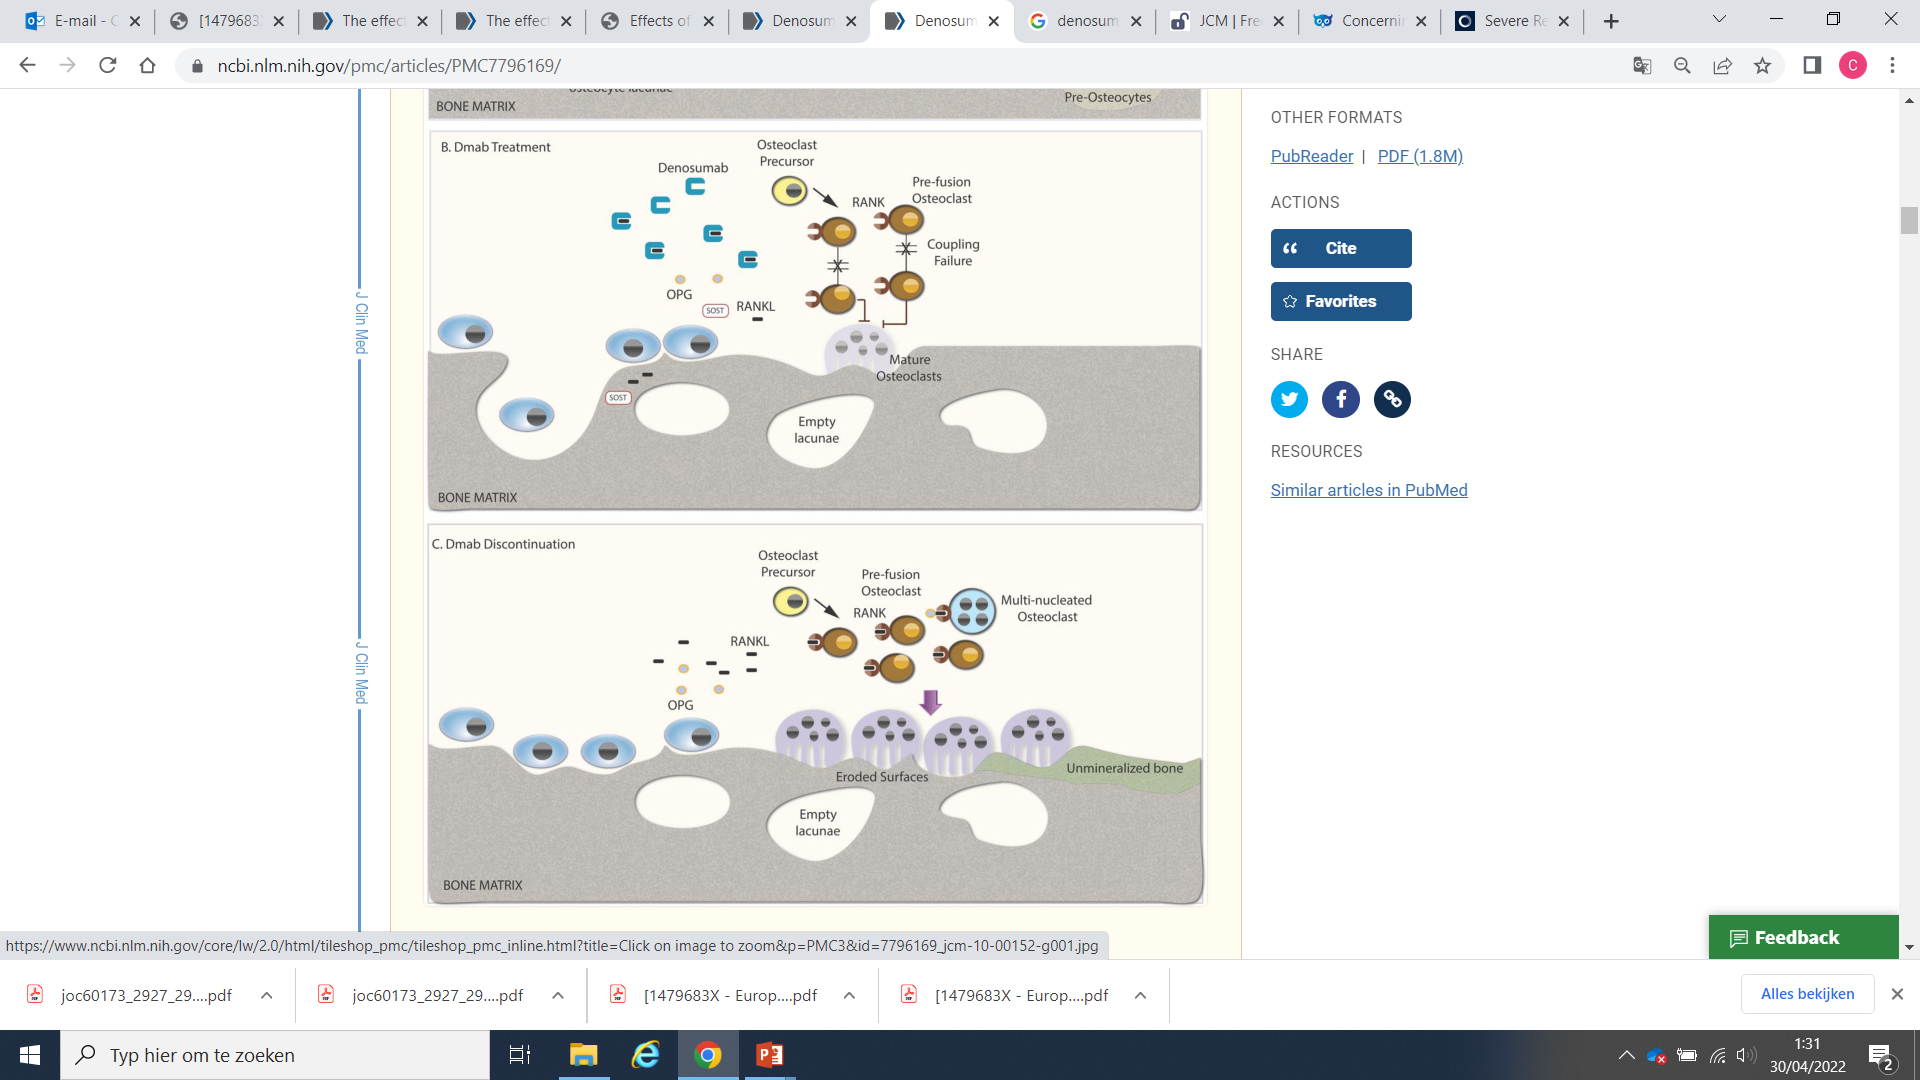 E-mail - C
[1479683
The effec
The effec
Effects of
Denosum
Denosum
denosum
JCM | Fre
Concerni
Severe Re
ncbi.nlm.nih.gov/pmc/articles/PMC7796169/
C
J Clin Med
J Clin Med
osteocyte lacunae
BONE MATRIX
Pre-Osteocytes
B. Dmab Treatment
Denosumab
Osteoclast
Precursor
RANK
Pre-fusion
Osteoclast
Coupling
Failure
OPG
SOST
RANKL
Mature
Osteoclasts
SOST
Empty
lacunae
BONE MATRIX
C. Dmab Discontinuation
Osteoclast
Precursor
Pre-fusion
Osteoclast
RANK
Multi-nucleated
Osteoclast
RANKL
OPG
Eroded Surfaces
Unmineralized bone
Empty
lacunae
BONE MATRIX
OTHER FORMATS
PubReader | PDF (1.8M)
ACTIONS
Cite
Favorites
SHARE
RESOURCES
Similar articles in PubMed
Feedback
https://www.ncbi.nlm.nih.gov/core/lw/2.0/html/tileshop_pmc/tileshop_pmc_inline.html?title=Click on image to zoom&p=PMC3&id=7796169_jcm-10-00152-g001.jpg
joc60173_2927_29....pdf
joc60173_2927_29....pdf
[1479683X - Europ....pdf
[1479683X - Europ....pdf
Alles bekijken
Typ hier om te zoeken
1:31
30/04/2022
2